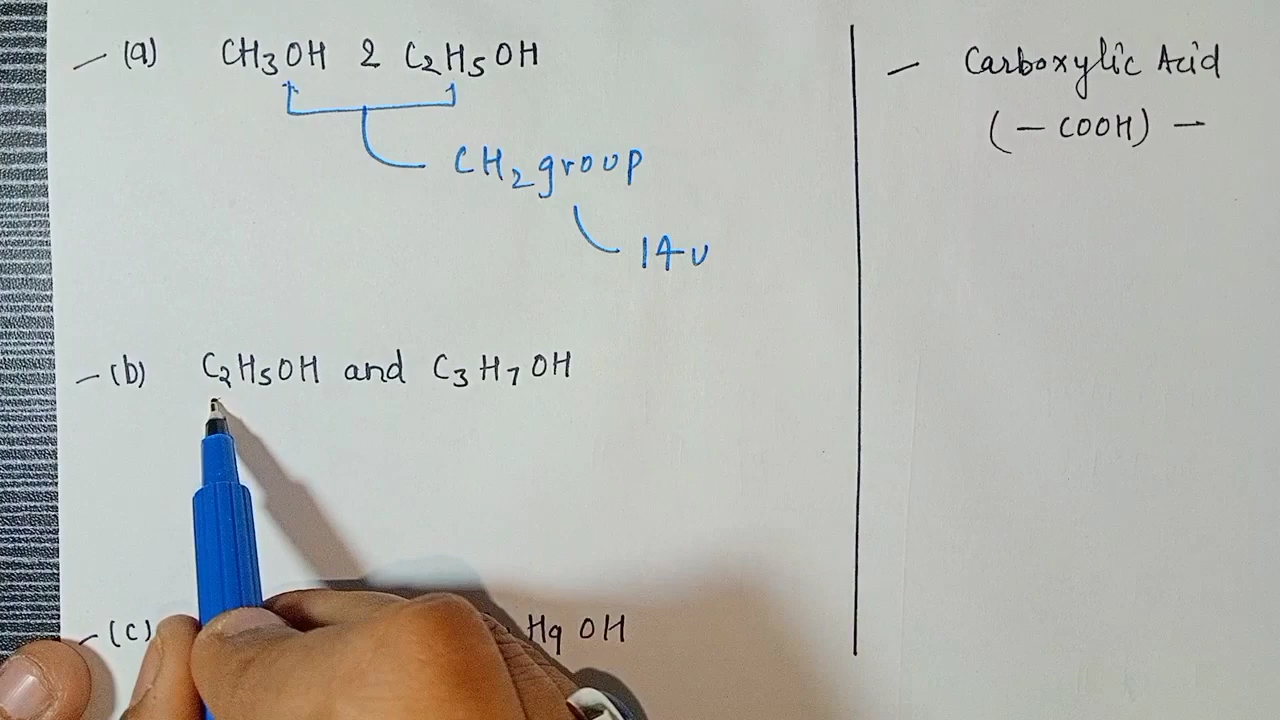 (a) CH3OH 2 C2H5OH
CH2 group
14u
(b) C2H5OH and C3H7OH
(c) H9 OH
Carboxylic Acid
(- COOH) -